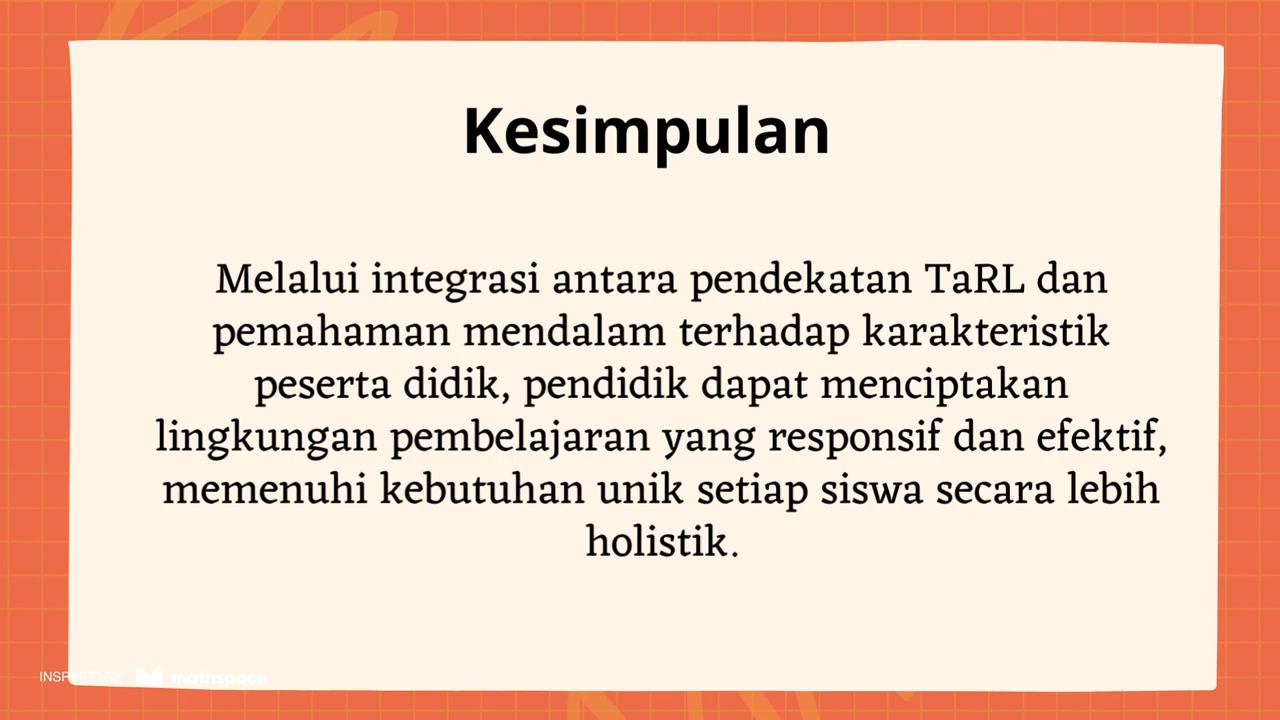 Kesimpulan
Melalui integrasi antara pendekatan TaRL dan
pemahaman mendalam terhadap karakteristik
peserta didik, pendidik dapat menciptakan
lingkungan pembelajaran yang responsif dan efektif,
memenuhi kebutuhan unik setiap siswa secara lebih
holistik.
INSPIRED BY mathspace